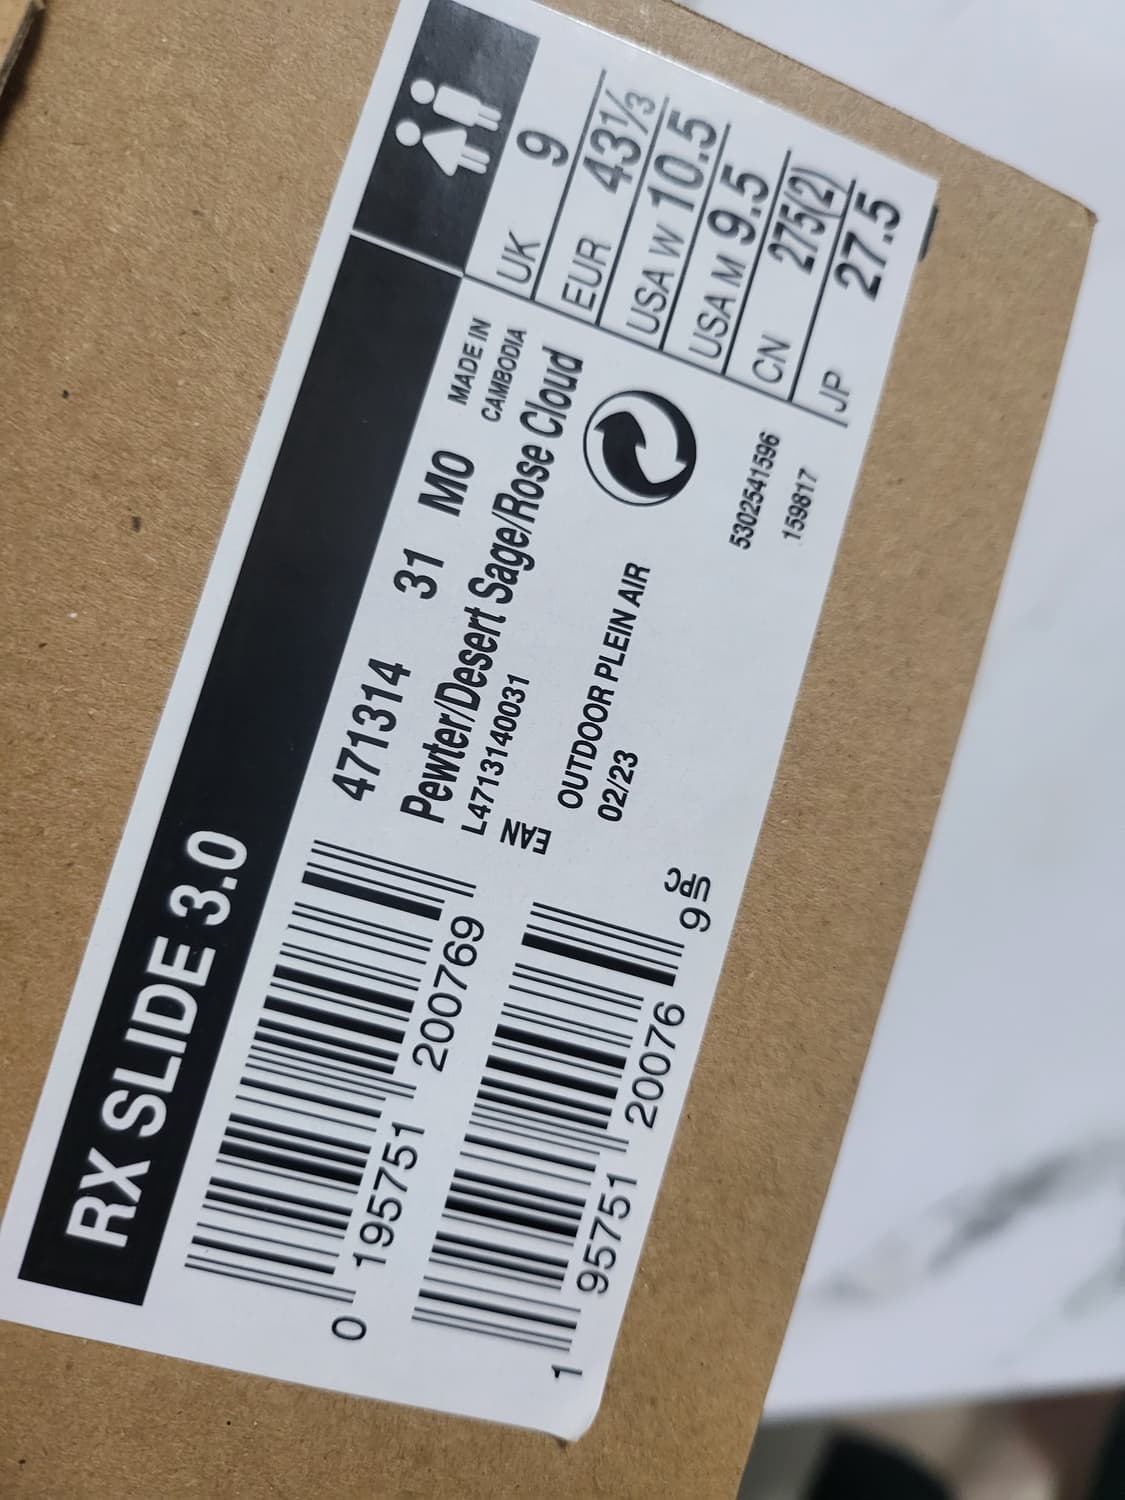 RX SLIDE 3.0
0 195751 200769
1 95751 20076 9
EAN
UPC
471314 31 M0
MADE IN
CAMBODIA
Pewter/Desert Sage/Rose Cloud
L4713140031
OUTDOOR PLEIN AIR
02/23
5302541596
159817
UK 9
EUR 43⅓
USA W 10.5
USA M 9.5
CN 275(2)
JP 27.5